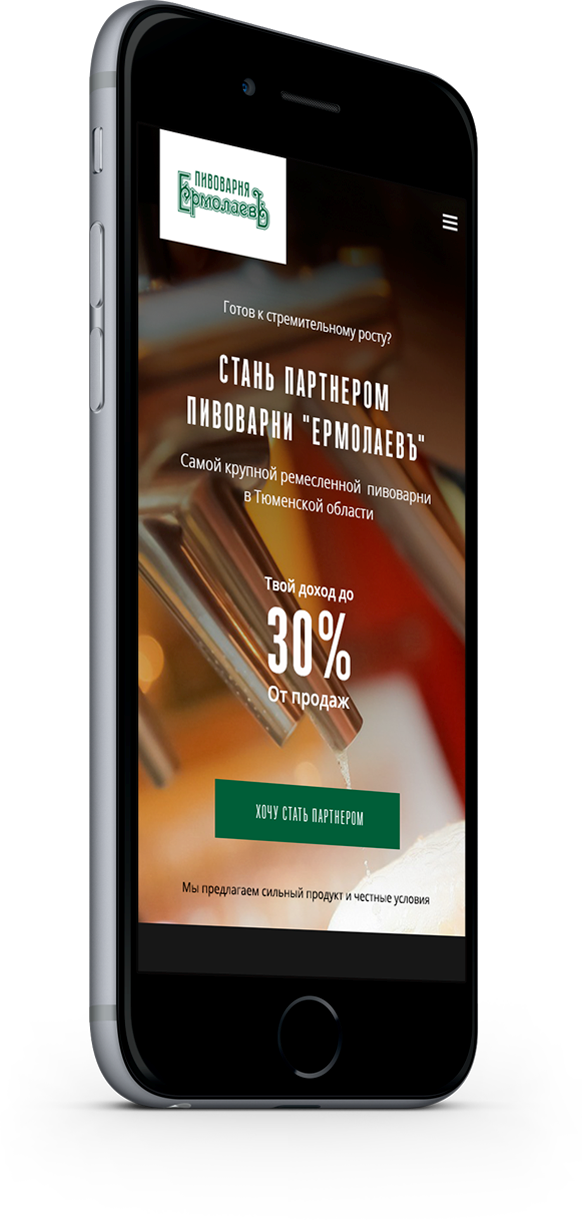 ПИВОВАРНЯ
ЕрмолаевЪ
Готов к стремительному росту?
СТАНЬ ПАРТНЕРОМ
ПИВОВАРНИ "ЕРМОЛАЕВЪ"
Самой крупной ремесленной пивоварни
в Тюменской области
Твой доход до
30%
От продаж
ХОЧУ СТАТЬ ПАРТНЕРОМ
Мы предлагаем сильный продукт и честные условия